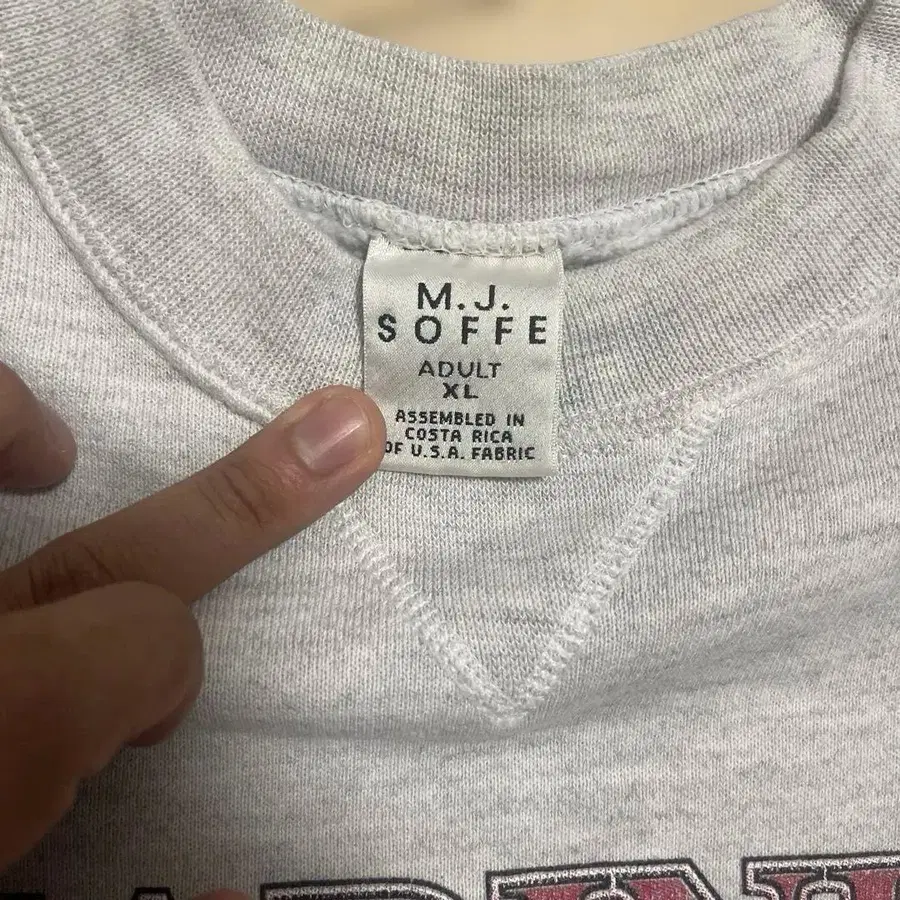 M.J.
SOFFE
ADULT
XL
ASSEMBLED IN
COSTA RICA
OF U.S.A. FABRIC